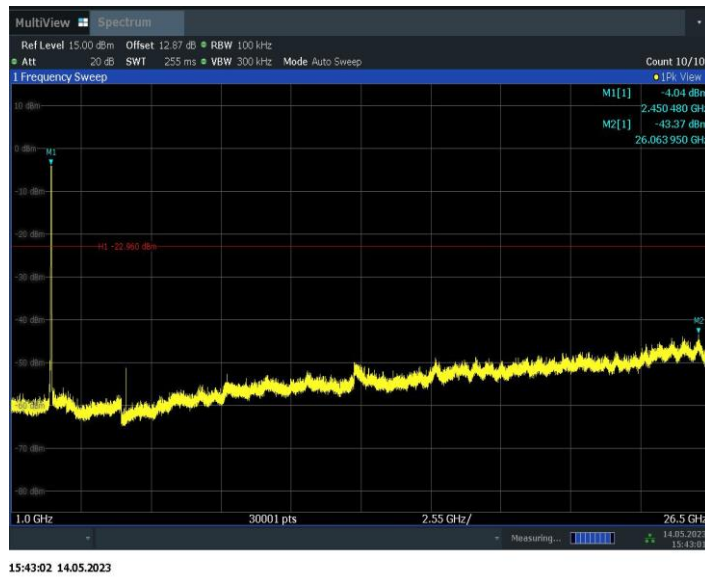 MultiView Spectrum
Ref Level 15.00 dBm Offset 12.87 dB RBW 100 kHz
Att 20 dB SWT 255 ms VBW 300 kHz Mode Auto Sweep Count 10/10
1 Frequency Sweep 1Pk View
M1[1] -4.04 dBm
10 dBm
2.450 480 GHz
M2[1] -43.37 dBm
26.063 950 GHz
0 dBm
M1
-10 dBm
-20 dBm
H1 -22.960 dBm
-30 dBm
-40 dBm
M2
-50 dBm
-60 dBm
-70 dBm
-80 dBm
1.0 GHz 30001 pts 2.55 GHz/ 26.5 GHz
Measuring... 14.05.2023
15:43:01
15:43:02 14.05.2023